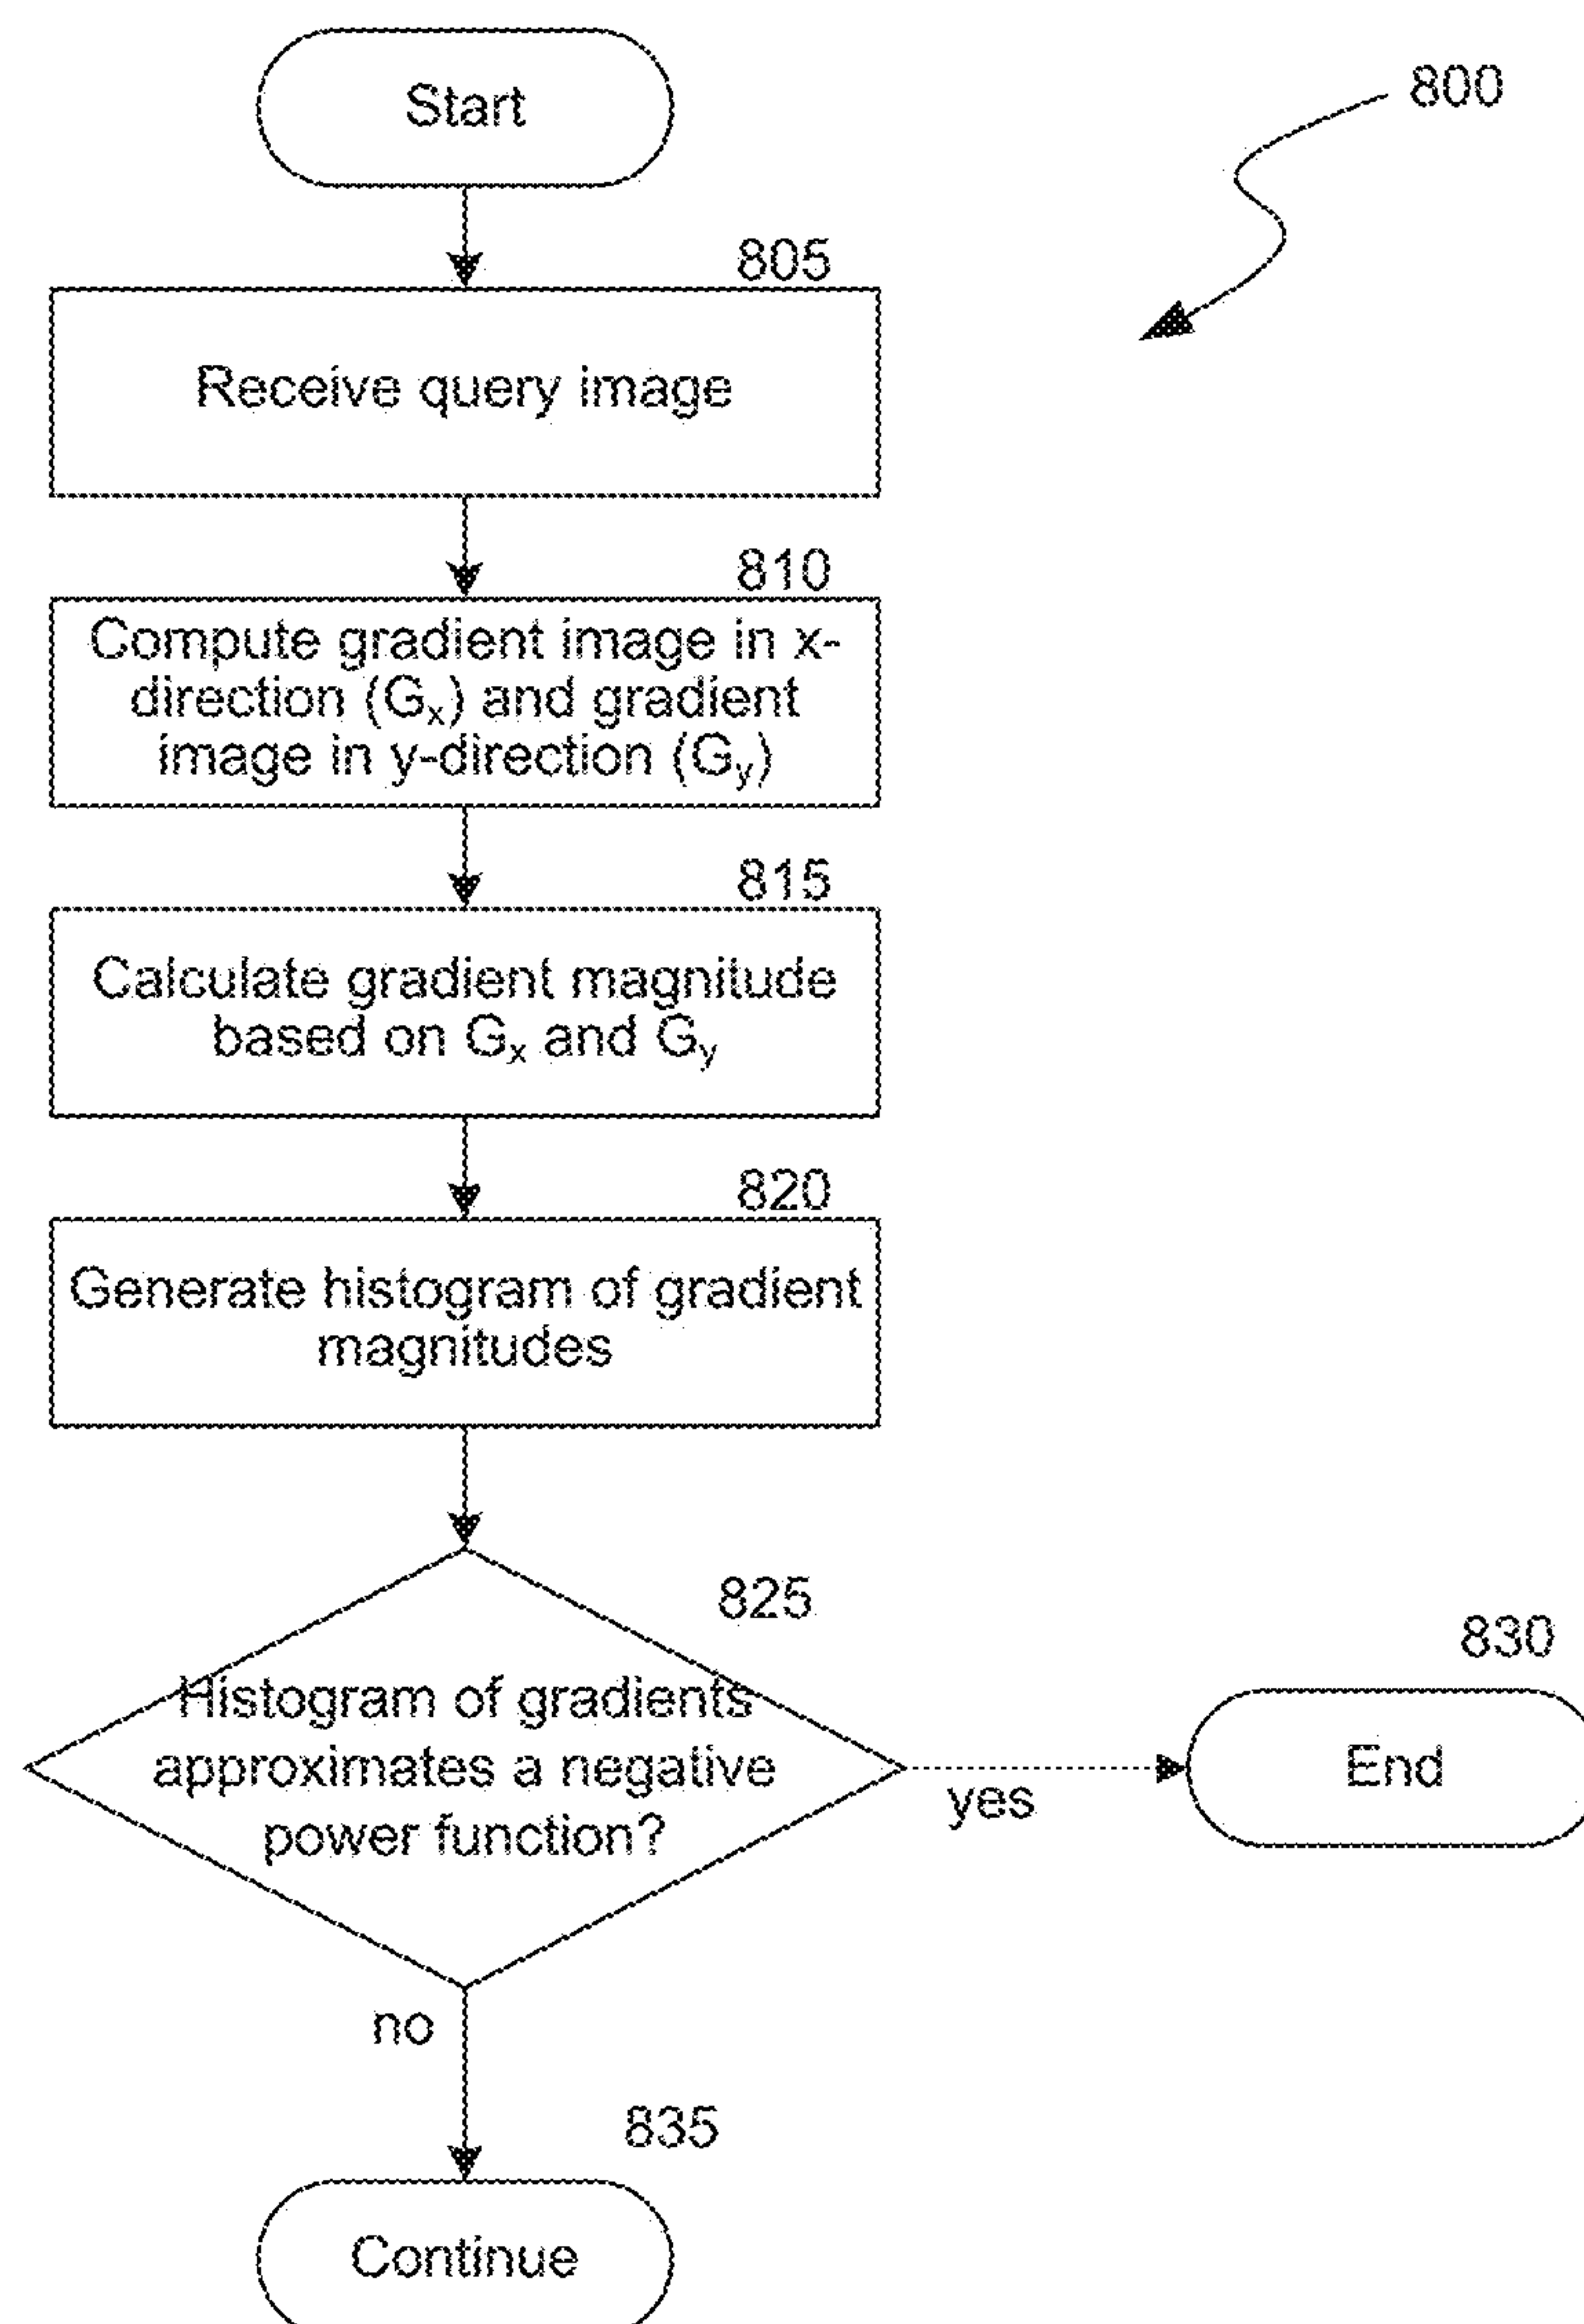 Start
800
805
Receive query image
810
Compute gradient image in x-
direction (Gx) and gradient
image in y-direction (Gy)
815
Calculate gradient magnitude
based on Gx and Gy
820
Generate histogram of gradient
magnitudes
825
Histogram of gradients
approximates a negative
power function?
830
End
yes
no
835
Continue